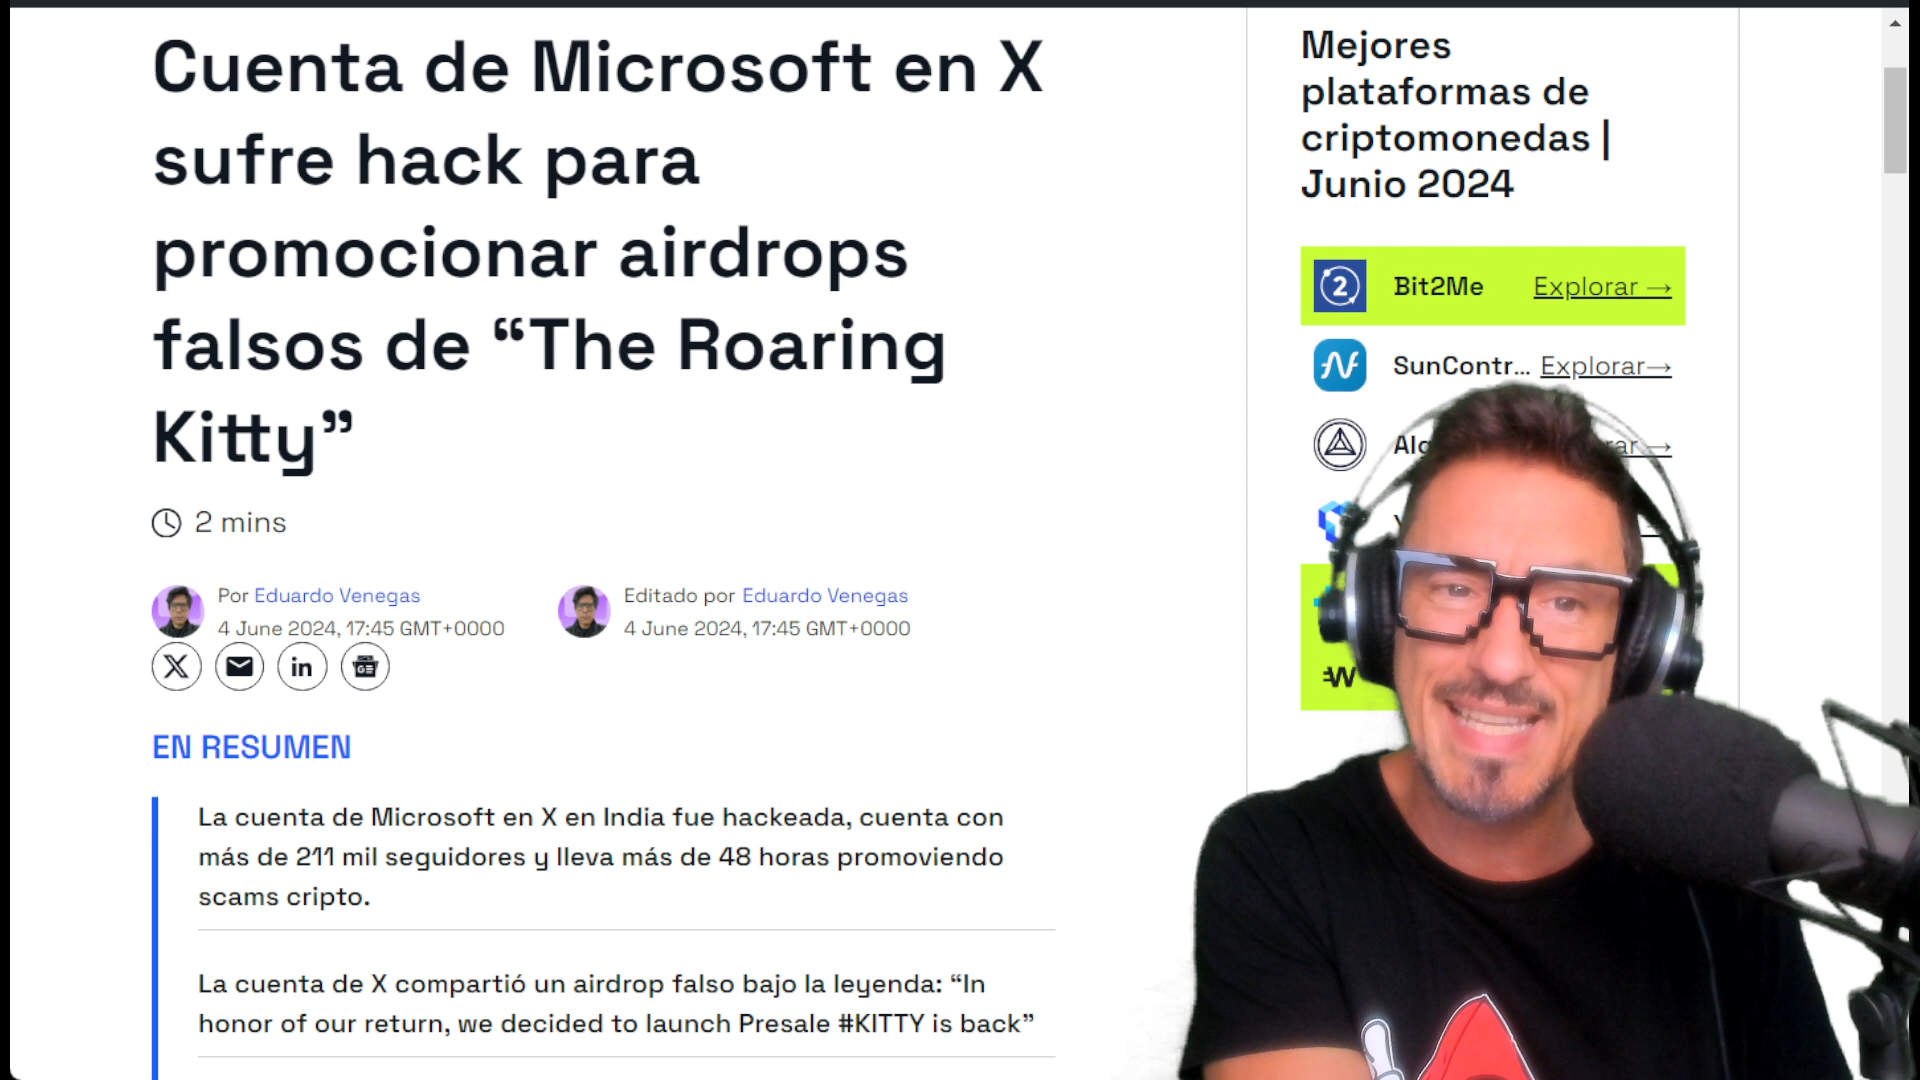 Cuenta de Microsoft en X
sufre hack para
promocionar airdrops
falsos de “The Roaring
Kitty”
2 mins
Por Eduardo Venegas
4 June 2024, 17:45 GMT+0000
Editado por Eduardo Venegas
4 June 2024, 17:45 GMT+0000
X
in
EN RESUMEN
La cuenta de Microsoft en X en India fue hackeada, cuenta con
más de 211 mil seguidores y lleva más de 48 horas promoviendo
scams cripto.
La cuenta de X compartió un airdrop falso bajo la leyenda: “In
honor of our return, we decided to launch Presale #KITTY is back”
Mejores
plataformas de
criptomonedas |
Junio 2024
2 Bit2Me Explorar →
SunContr... Explorar→